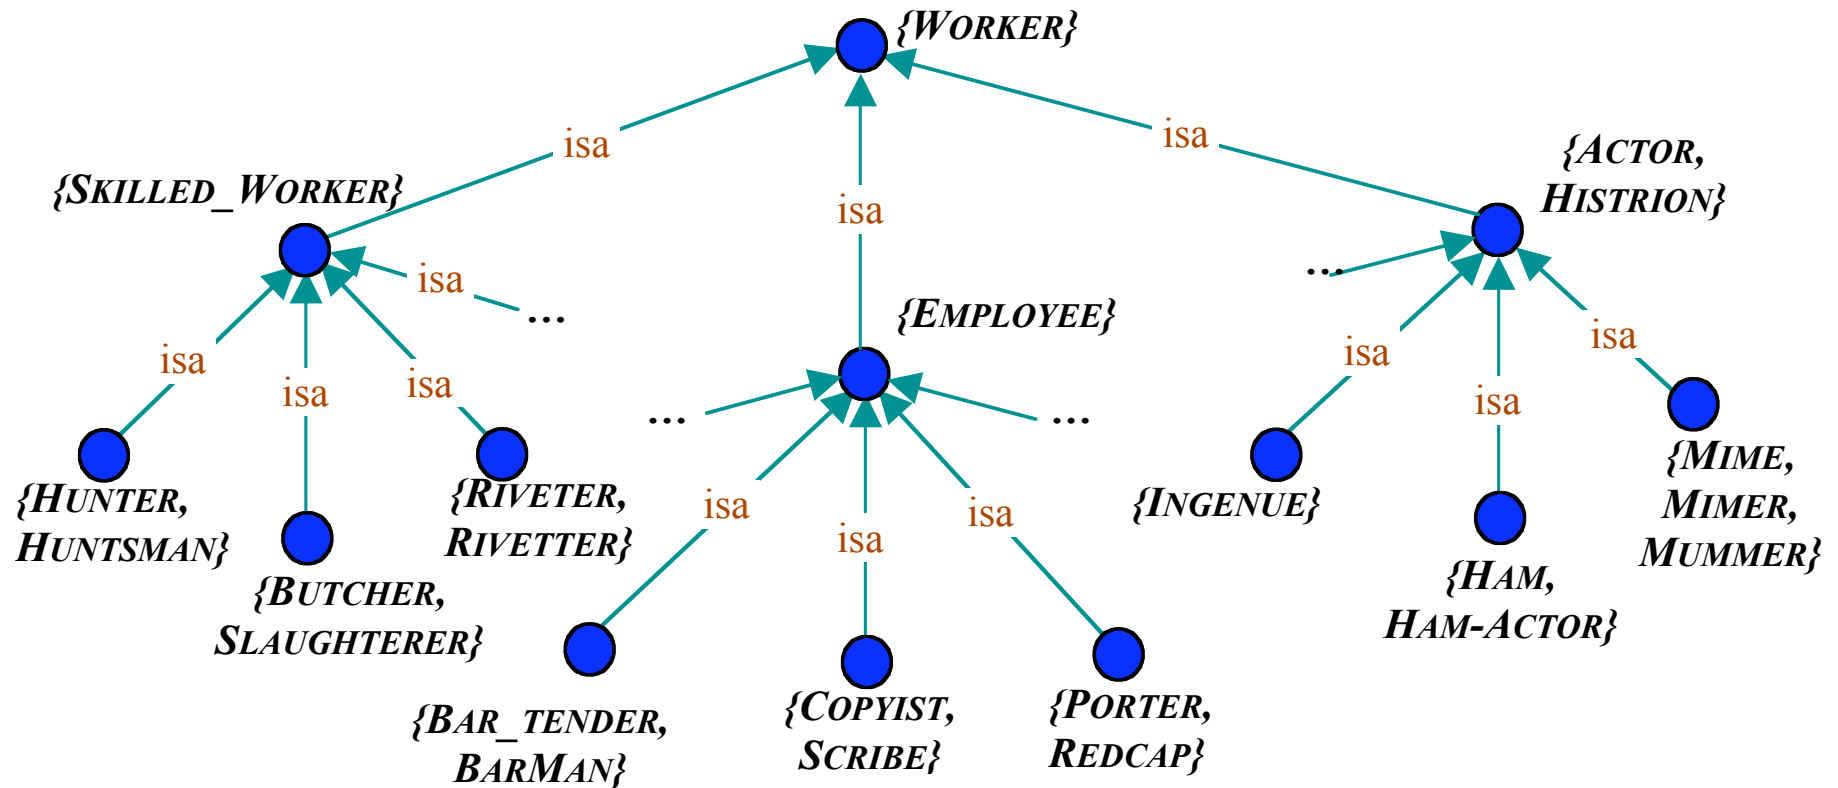 {WORKER}
isa
isa
isa
{SKILLED_WORKER}
{ACTOR,
HISTRION}
isa
...
...
{EMPLOYEE}
isa
isa
isa
isa
isa
isa
...
...
{HUNTER,
HUNTSMAN}
{RIVETER,
RIVETTER}
{BUTCHER,
SLAUGHTERER}
isa
isa
isa
{INGENUE}
{MIME,
MIMER,
MUMMER}
{HAM,
HAM-ACTOR}
{BAR_TENDER,
BARMAN}
{COPYIST,
SCRIBE}
{PORTER,
REDCAP}